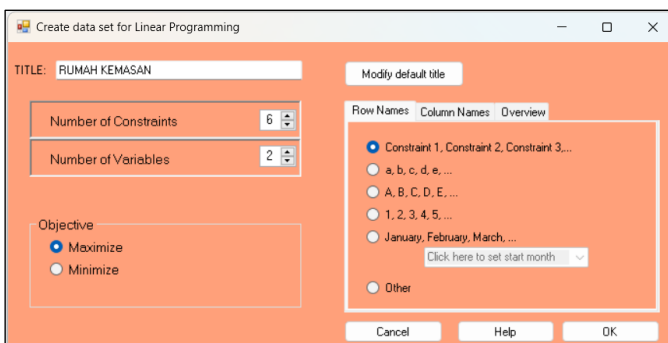 Create data set for Linear Programming
TITLE: RUMAH KEMASAN
Modify default title
Number of Constraints 6
Number of Variables 2
Objective
Maximize
Minimize
Row Names Column Names Overview
Constraint 1, Constraint 2, Constraint 3,...
a, b, c, d, e, ...
A, B, C, D, E, ...
1, 2, 3, 4, 5, ...
January, February, March, ...
Click here to set start month
Other
Cancel Help OK